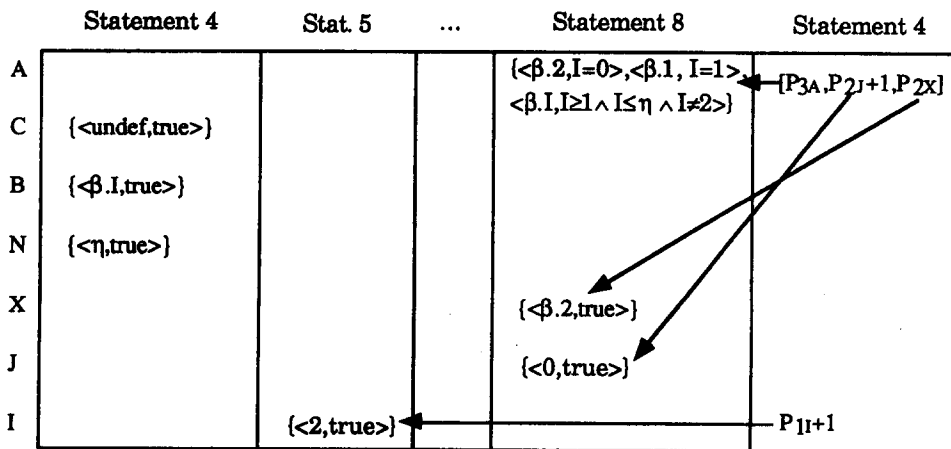 Statement 4 Stat. 5 ... Statement 8 Statement 4
A {<β.2,I=0>,<β.1, I=1> {P3A,P2J+1,P2X}
<β.I,I≥1 ∧ I≤η ∧ I≠2>}
C {<undef,true>}
B {<β.I,true>}
N {<η,true>}
X {<β.2,true>}
J {<0,true>}
I {<2,true>} P1I+1